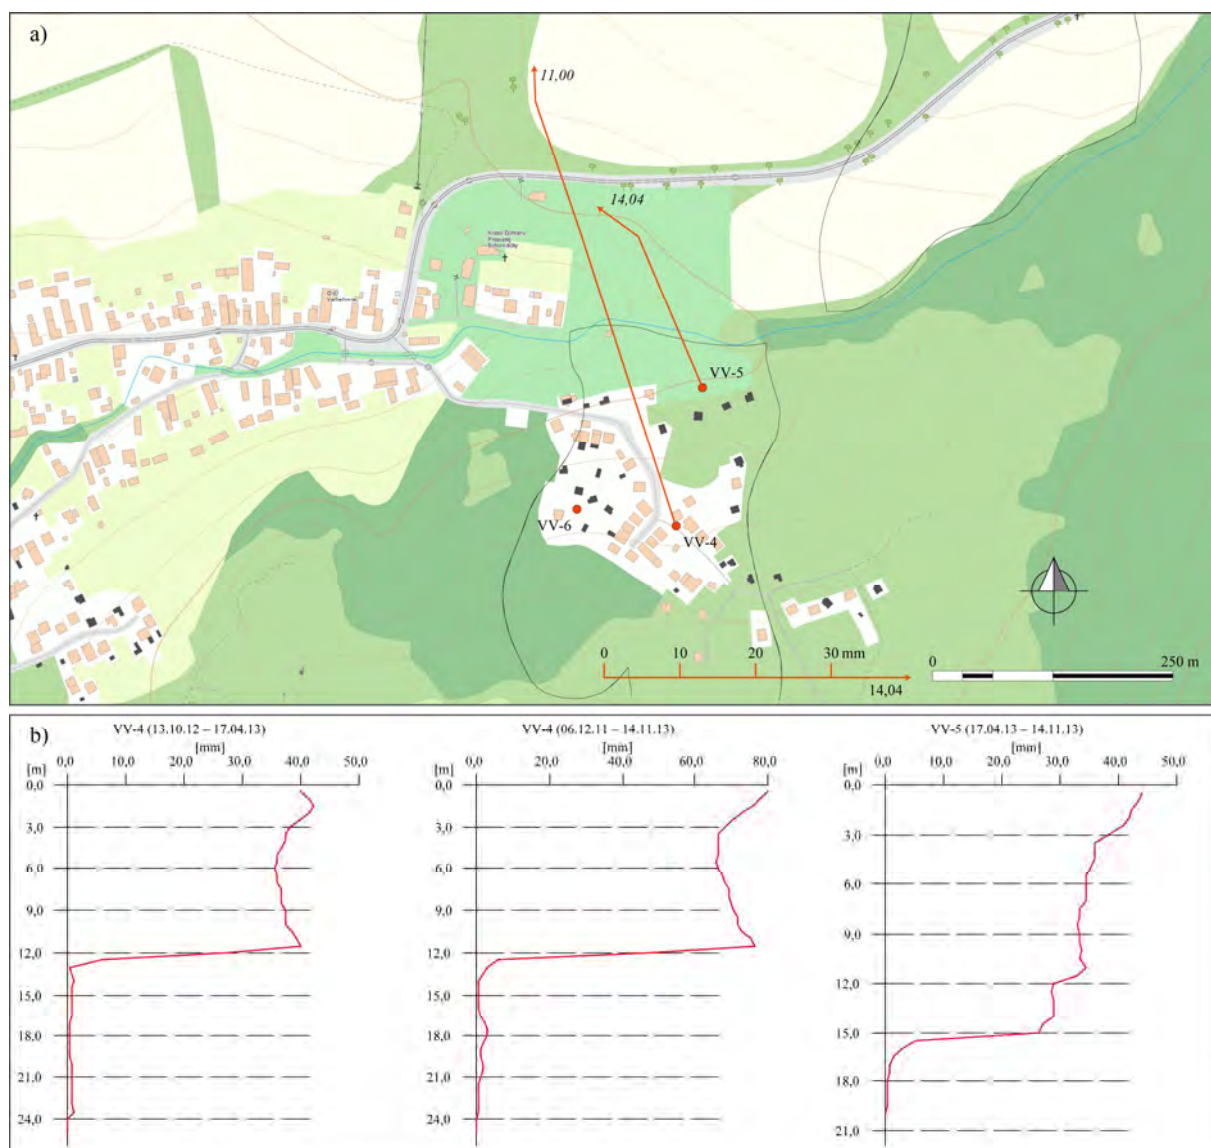 a)
11,00
14,04
VV-5
VV-6
VV-4
0 10 20 30 mm
14,04
0 250 m
b)
VV-4 (13.10.12 – 17.04.13)
[mm]
[m] 0,0 10,0 20,0 30,0 40,0 50,0
0,0
3,0
6,0
9,0
12,0
15,0
18,0
21,0
24,0
VV-4 (06.12.11 – 14.11.13)
[mm]
[m] 0,0 20,0 40,0 60,0 80,0
0,0
3,0
6,0
9,0
12,0
15,0
18,0
21,0
24,0
VV-5 (17.04.13 – 14.11.13)
[mm]
[m] 0,0 10,0 20,0 30,0 40,0 50,0
0,0
3,0
6,0
9,0
12,0
15,0
18,0
21,0